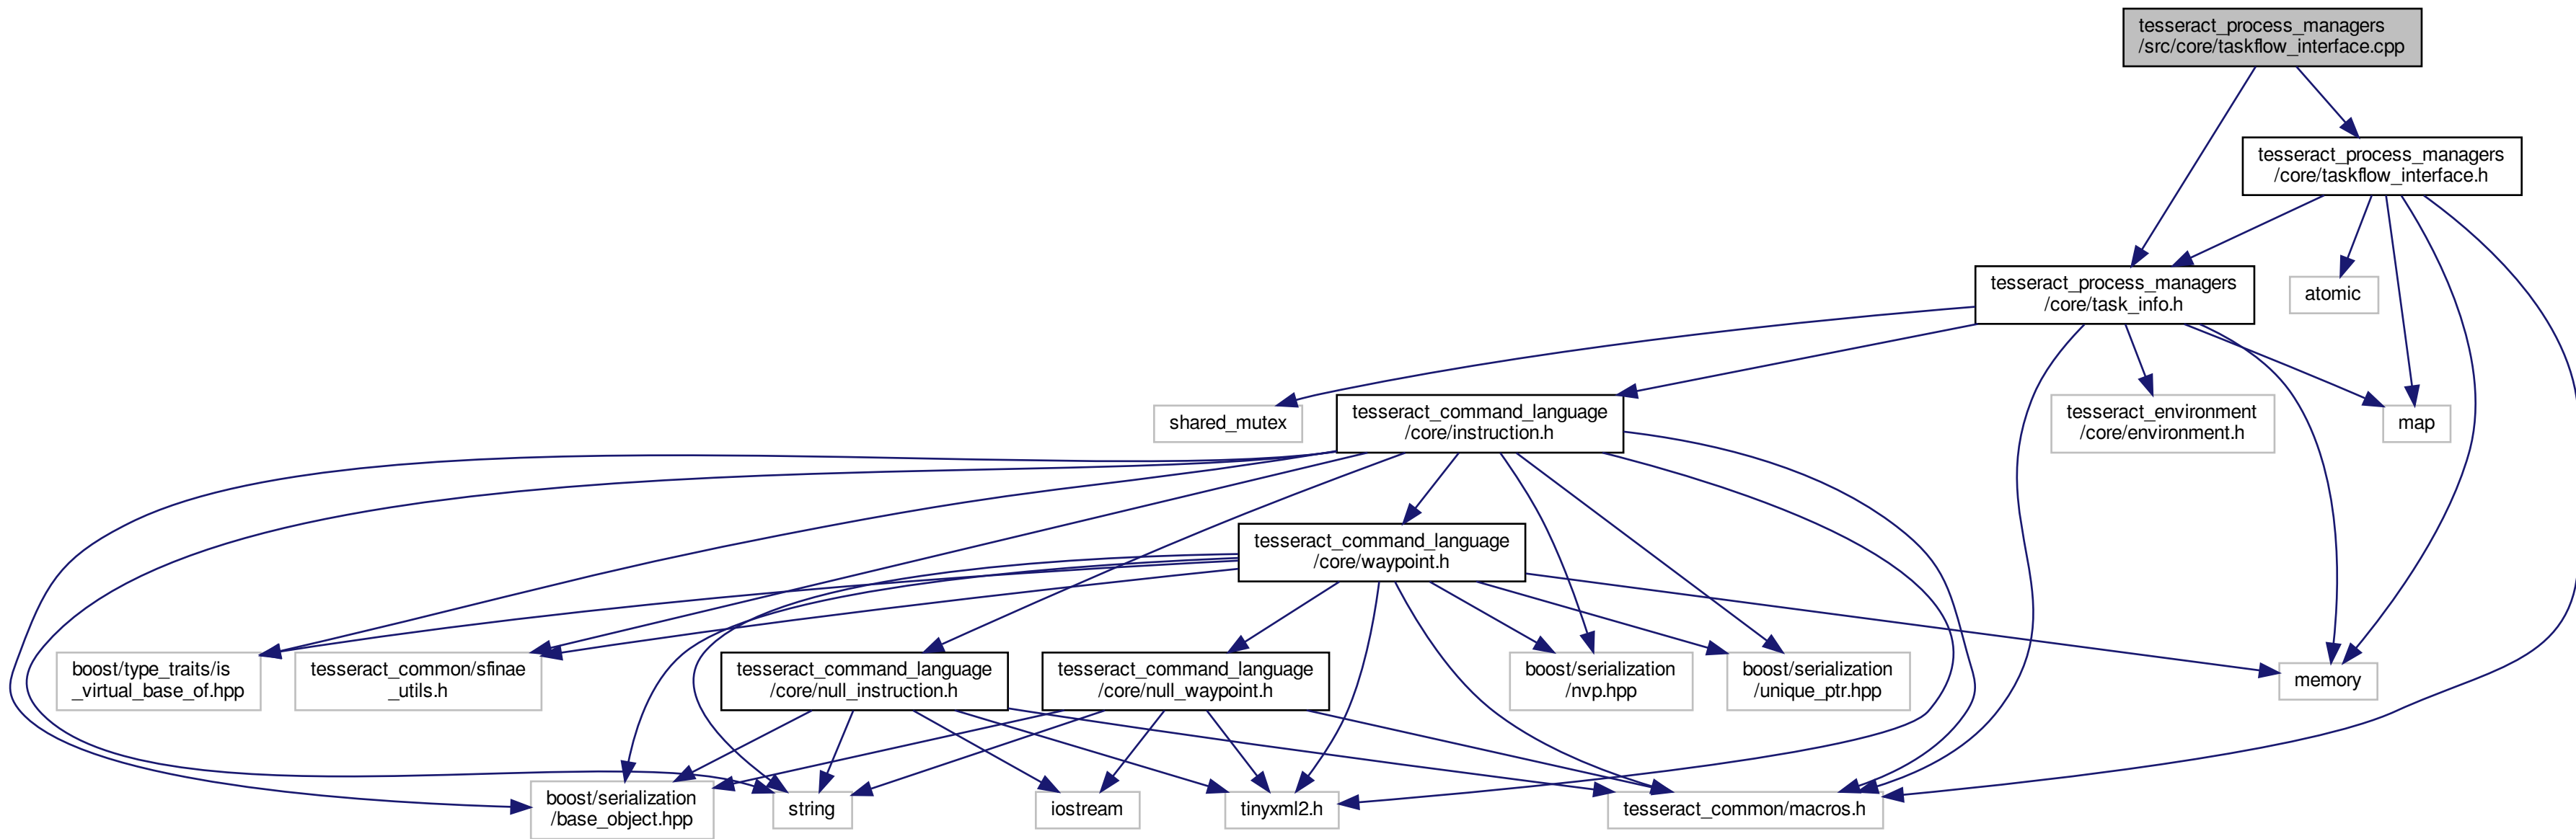 tesseract_process_managers
/src/core/taskflow_interface.cpp
tesseract_process_managers
/core/taskflow_interface.h
tesseract_process_managers
/core/task_info.h
atomic
shared_mutex
tesseract_command_language
/core/instruction.h
tesseract_environment
/core/environment.h
map
tesseract_command_language
/core/waypoint.h
boost/type_traits/is
_virtual_base_of.hpp
tesseract_common/sfinae
_utils.h
tesseract_command_language
/core/null_instruction.h
tesseract_command_language
/core/null_waypoint.h
boost/serialization
/nvp.hpp
boost/serialization
/unique_ptr.hpp
memory
boost/serialization
/base_object.hpp
string
iostream
tinyxml2.h
tesseract_common/macros.h